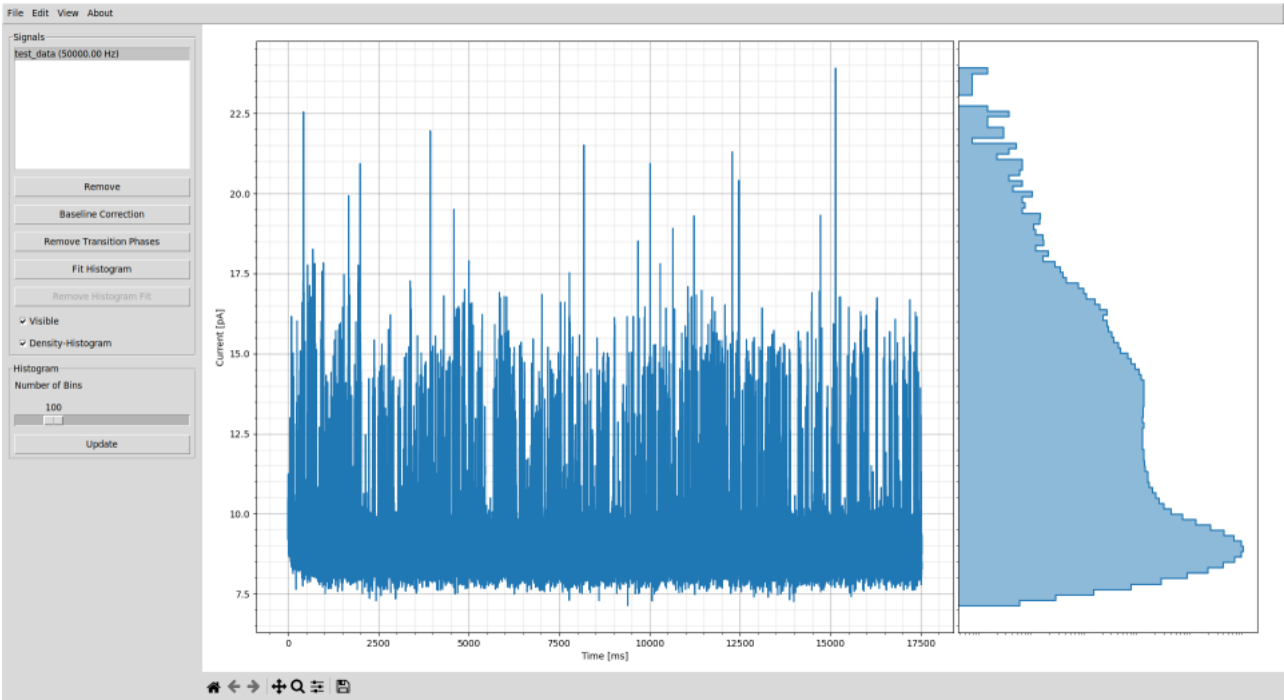 File Edit View About
Signals
test_data (50000.00 Hz)
Remove
Baseline Correction
Remove Transition Phases
Fit Histogram
Remove Histogram Fit
Visible
Density-Histogram
Histogram
Number of Bins
100
Update
Current [pA]
22.5
20.0
17.5
15.0
12.5
10.0
7.5
0 2500 5000 7500 10000 12500 15000 17500
Time [ms]